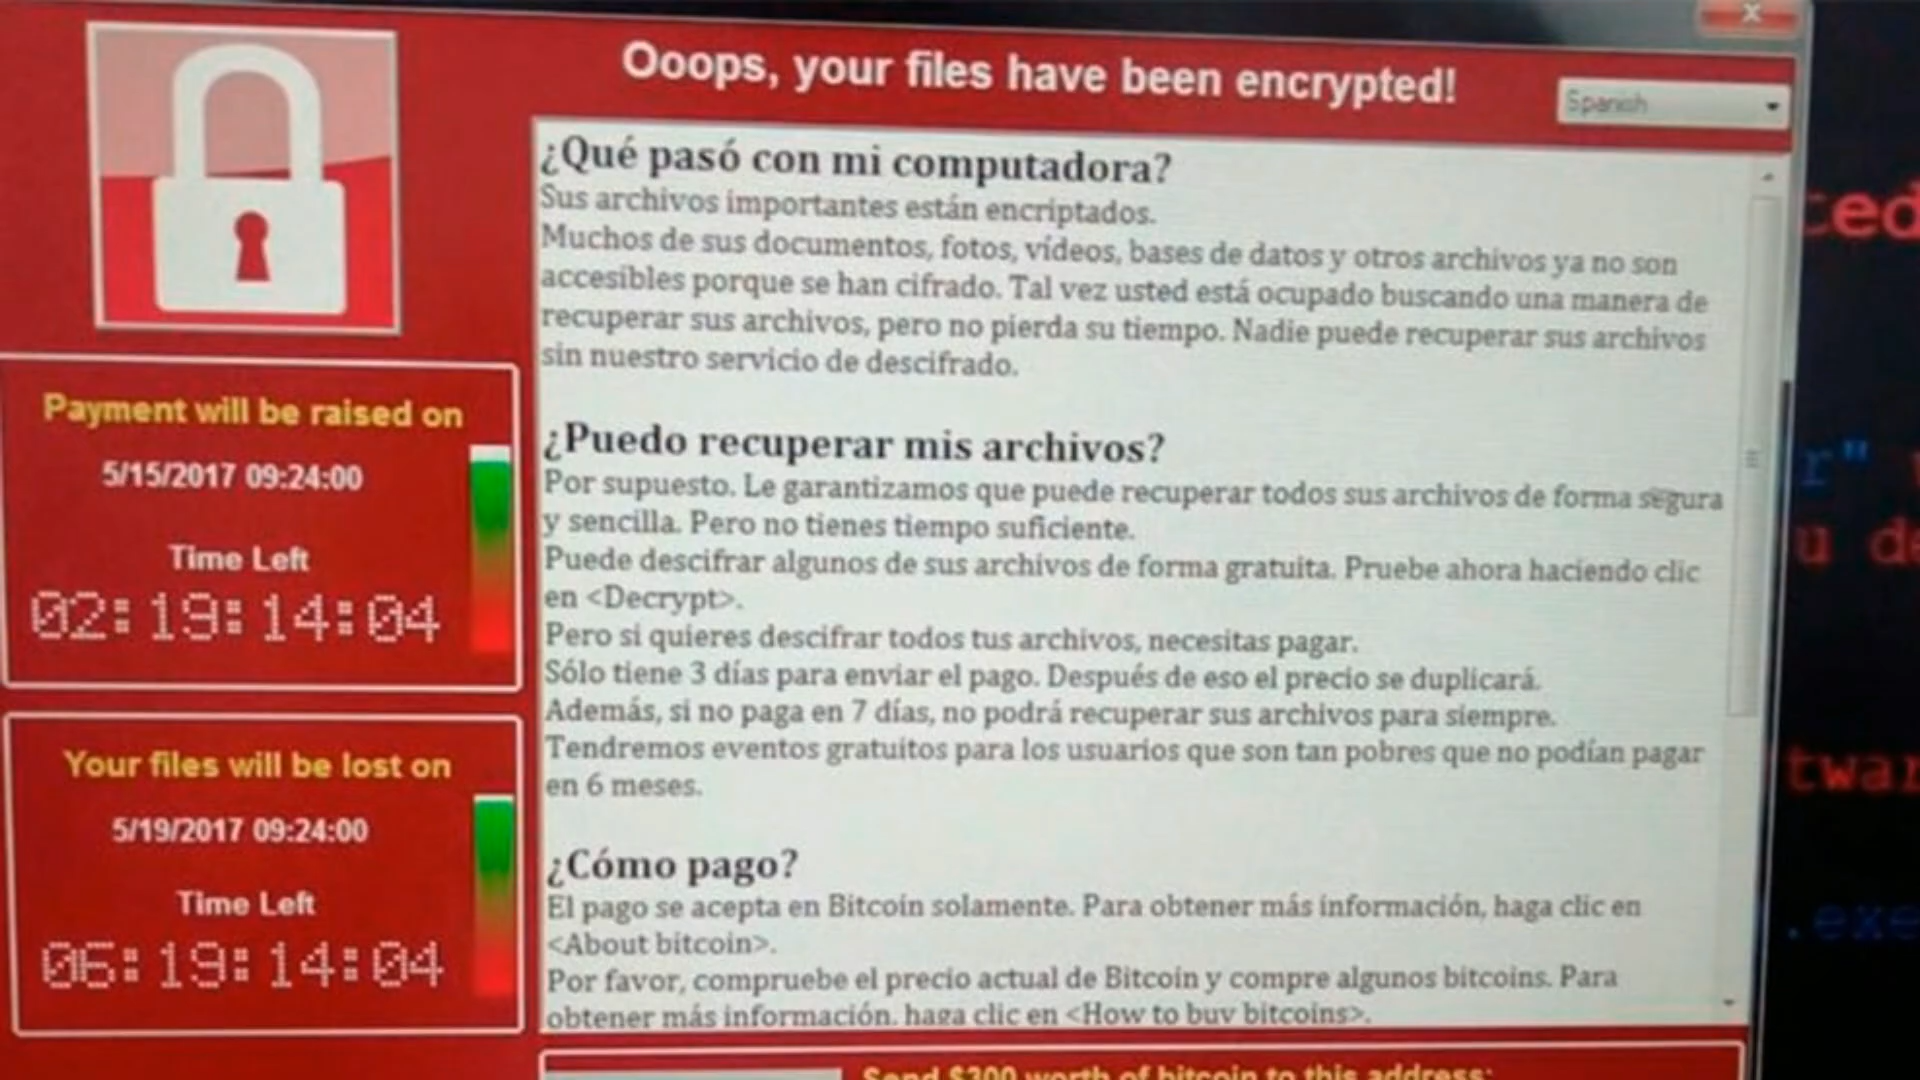 Ooops, your files have been encrypted!
Spanish
¿Qué pasó con mi computadora?
Sus archivos importantes están encriptados.
Muchos de sus documentos, fotos, vídeos, bases de datos y otros archivos ya no son
accesibles porque se han cifrado. Tal vez usted está ocupado buscando una manera de
recuperar sus archivos, pero no pierda su tiempo. Nadie puede recuperar sus archivos
sin nuestro servicio de descifrado.
¿Puedo recuperar mis archivos?
Por supuesto. Le garantizamos que puede recuperar todos sus archivos de forma segura
y sencilla. Pero no tienes tiempo suficiente.
Puede descifrar algunos de sus archivos de forma gratuita. Pruebe ahora haciendo clic
en <Decrypt>.
Pero si quieres descifrar todos tus archivos, necesitas pagar.
Sólo tiene 3 días para enviar el pago. Después de eso el precio se duplicará.
Además, si no paga en 7 días, no podrá recuperar sus archivos para siempre.
Tendremos eventos gratuitos para los usuarios que son tan pobres que no podían pagar
en 6 meses.
¿Cómo pago?
El pago se acepta en Bitcoin solamente. Para obtener más información, haga clic en
<About bitcoin>.
Por favor, compruebe el precio actual de Bitcoin y compre algunos bitcoins. Para
obtener más información, haga clic en <How to buy bitcoins>.
Payment will be raised on
5/15/2017 09:24:00
Time Left
02:19:14:04
Your files will be lost on
5/19/2017 09:24:00
Time Left
06:19:14:04
Send $300 worth of bitcoin to this address:
ted
r"
u de
twar
.exe